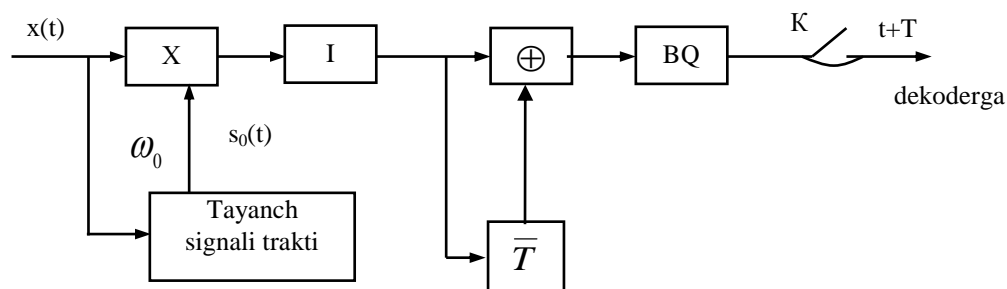 x(t)
X
I
⊕
BQ
К
t+T
dekoderga
ω₀
s₀(t)
Tayanch
signali trakti
T̅